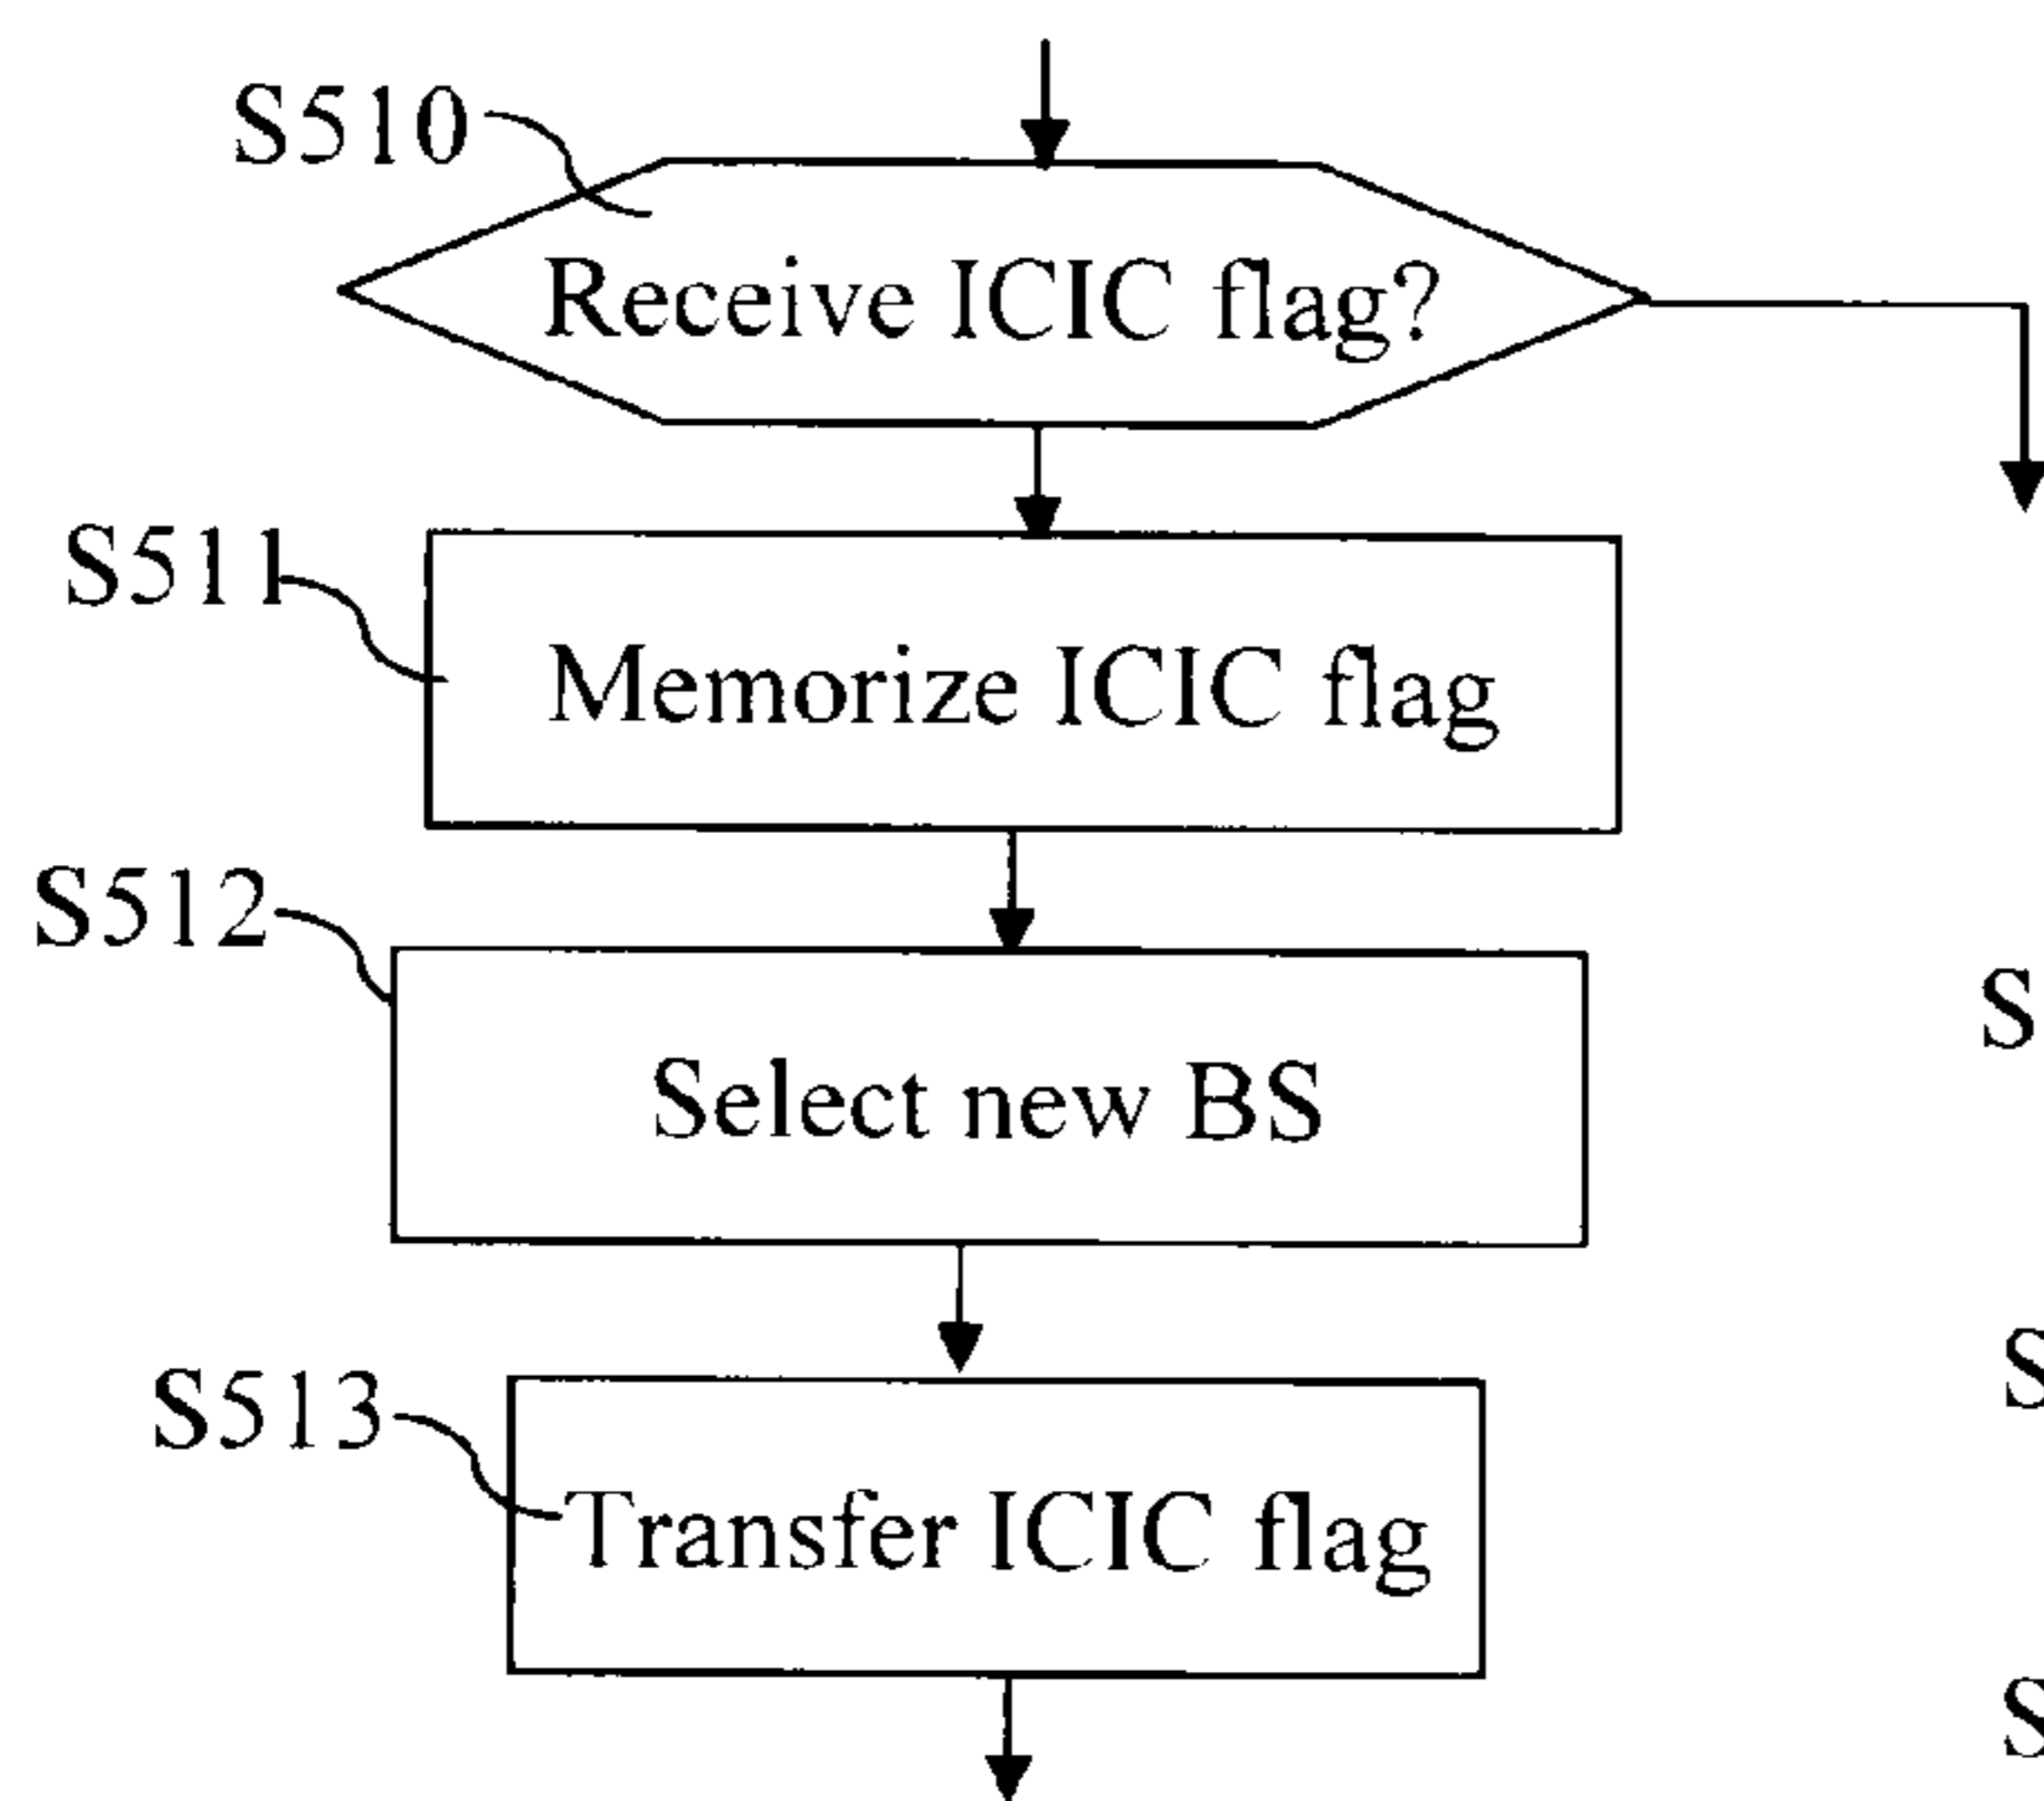 S510
Receive ICIC flag?
S511
Memorize ICIC flag
S512
Select new BS
S513
Transfer ICIC flag
S
S
S